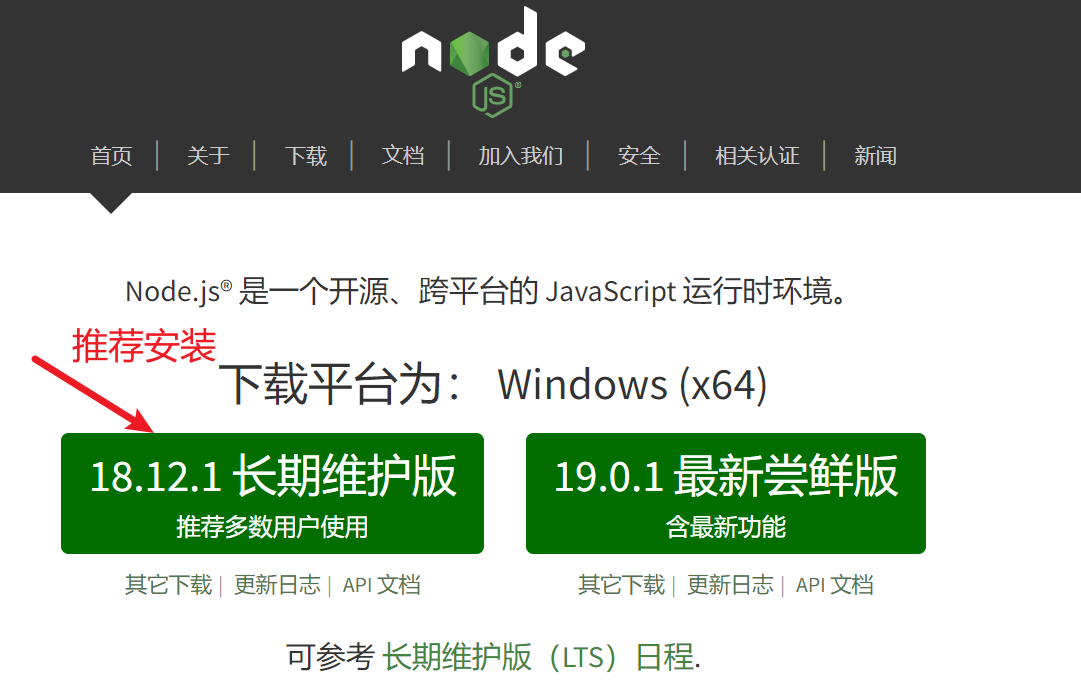 node
JS
首页 | 关于 | 下载 | 文档 | 加入我们 | 安全 | 相关认证 | 新闻
Node.js® 是一个开源、跨平台的 JavaScript 运行时环境。
推荐安装
下载平台为： Windows (x64)
18.12.1 长期维护版
推荐多数用户使用
19.0.1 最新尝鲜版
含最新功能
其它下载 | 更新日志 | API 文档
其它下载 | 更新日志 | API 文档
可参考 长期维护版（LTS）日程.